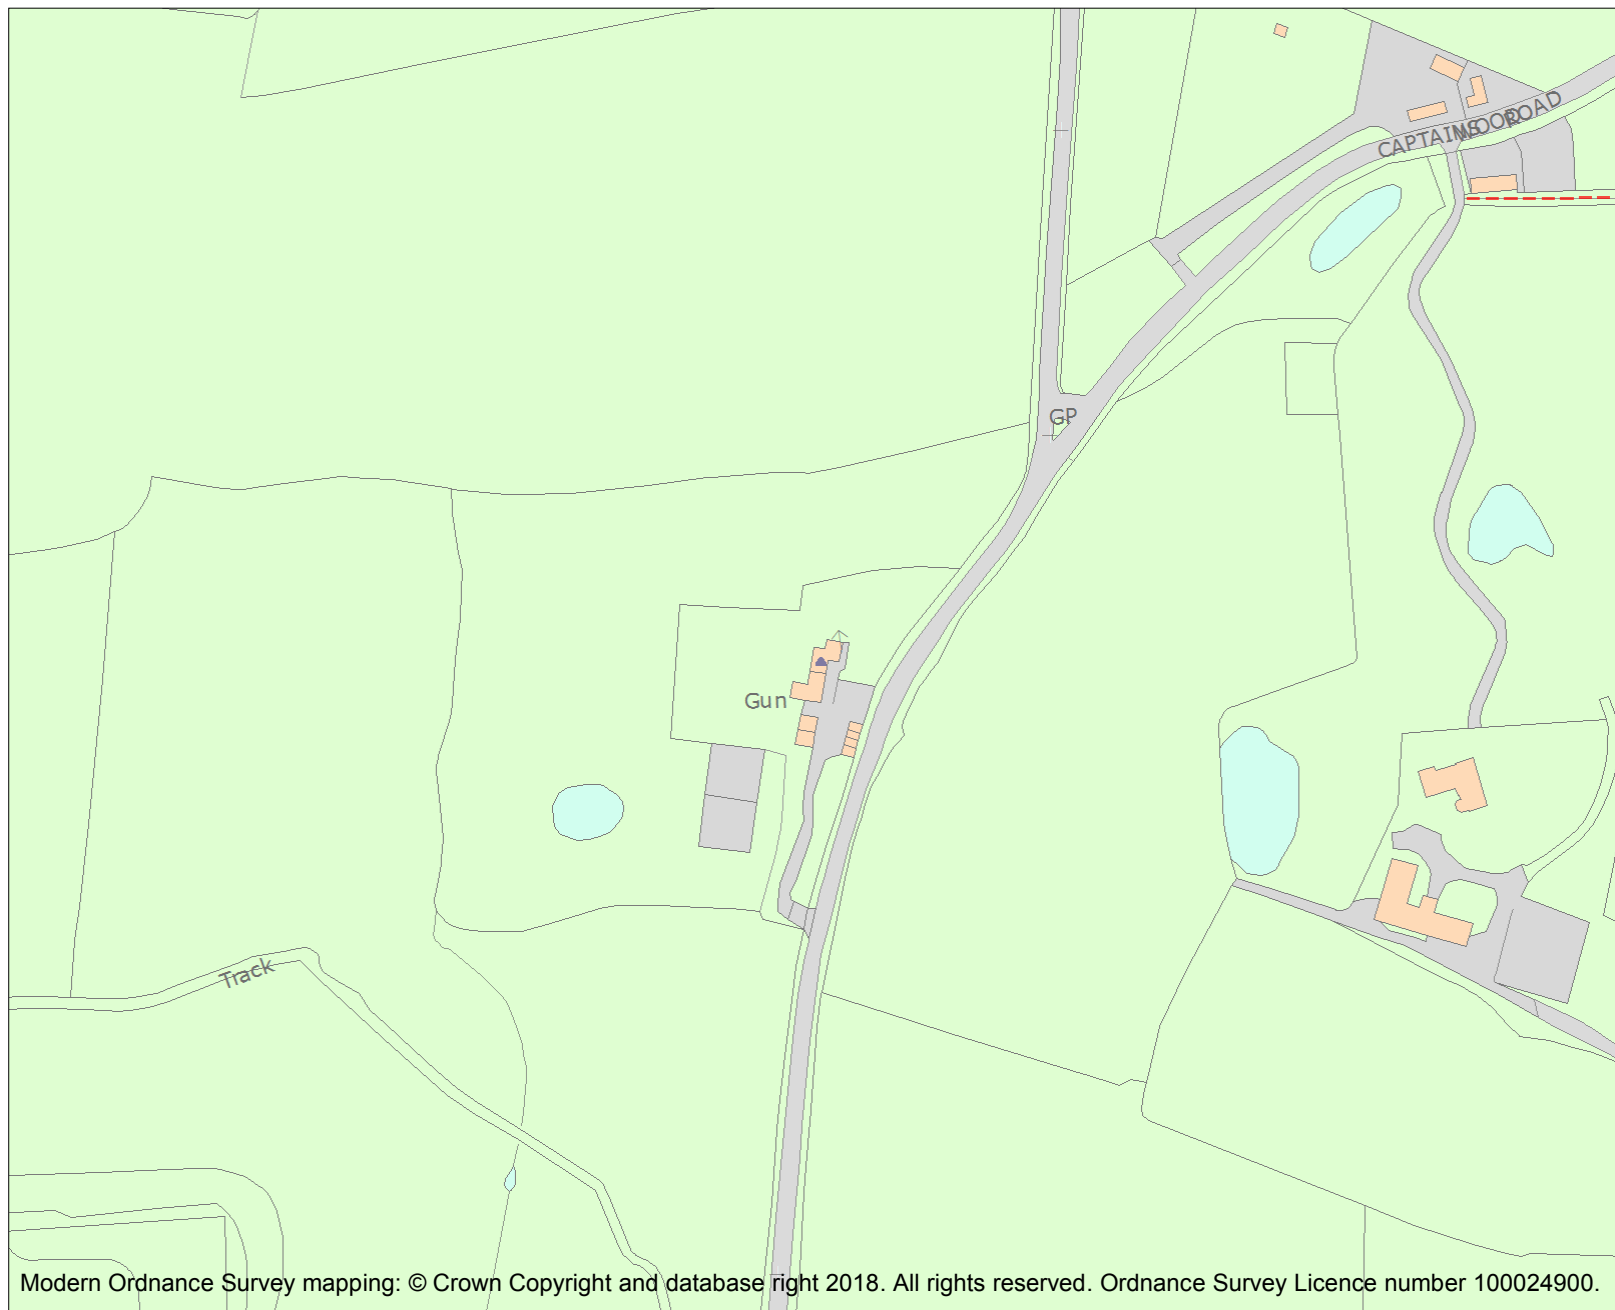 CAPTAINS WOOD ROAD
GP
Gun
Track
Modern Ordnance Survey mapping: © Crown Copyright and database right 2018. All rights reserved. Ordnance Survey Licence number 100024900.